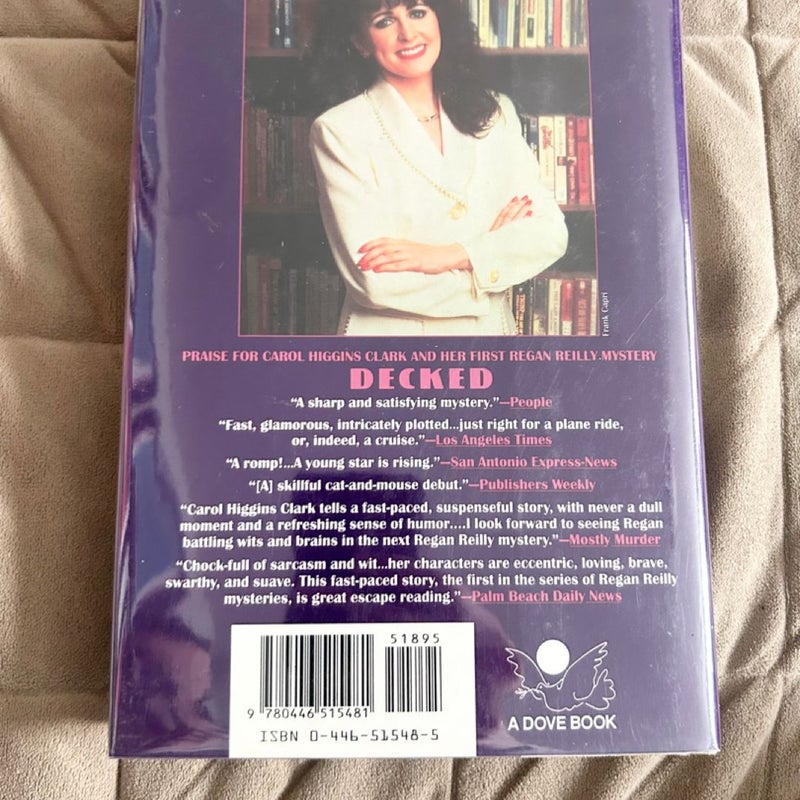 Frank Capri
PRAISE FOR CAROL HIGGINS CLARK AND HER FIRST REGAN REILLY MYSTERY
DECKED
“A sharp and satisfying mystery.”—People
“Fast, glamorous, intricately plotted...just right for a plane ride,
or, indeed, a cruise.”—Los Angeles Times
“A romp!...A young star is rising.”—San Antonio Express-News
“[A] skillful cat-and-mouse debut.”—Publishers Weekly
“Carol Higgins Clark tells a fast-paced, suspenseful story, with never a dull
moment and a refreshing sense of humor....I look forward to seeing Regan
battling wits and brains in the next Regan Reilly mystery.”—Mostly Murder
“Chock-full of sarcasm and wit...her characters are eccentric, loving, brave,
swarthy, and suave. This fast-paced story, the first in the series of Regan Reilly
mysteries, is great escape reading.”—Palm Beach Daily News
51895
9 780446 515481
ISBN 0-446-51548-5
A DOVE BOOK